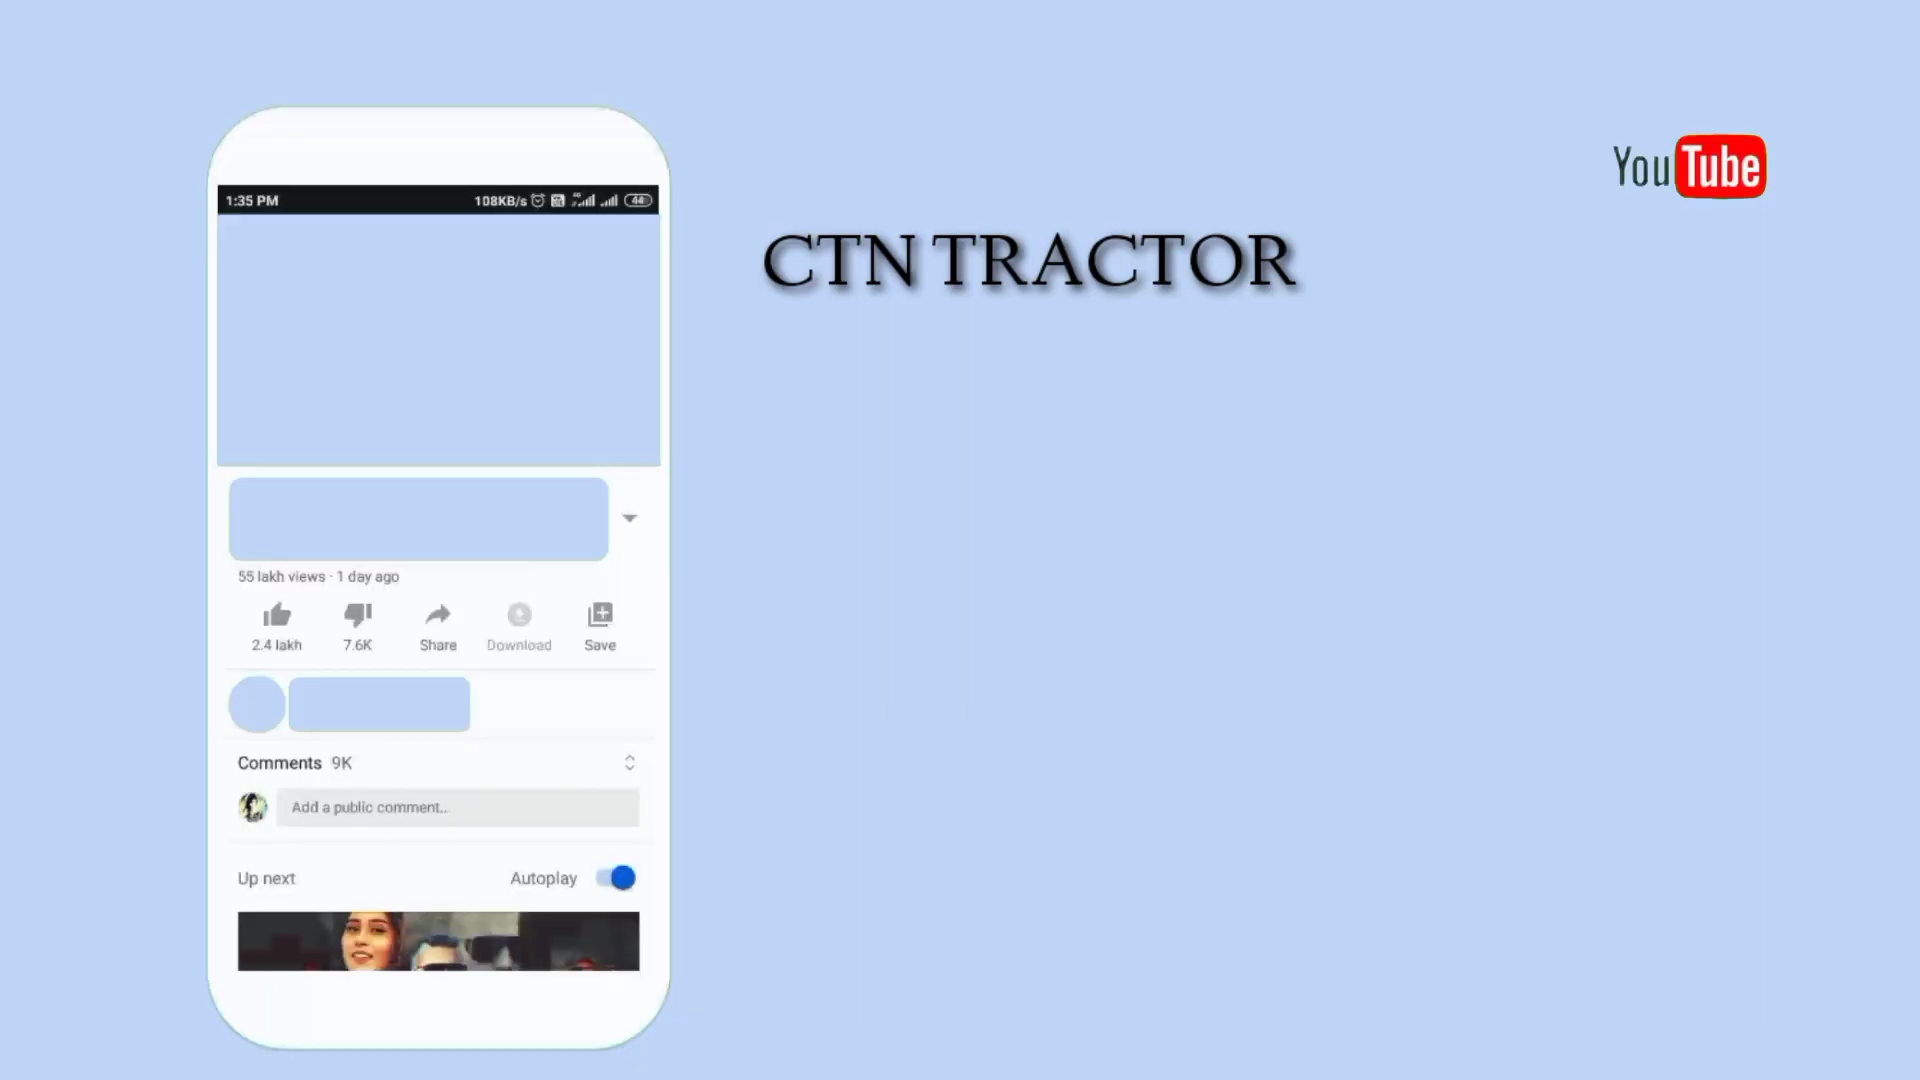 YouTube
CTN TRACTOR
1:35 PM 108KB/s 44
55 lakh views · 1 day ago
2.4 lakh 7.6K Share Download Save
Comments 9K
Add a public comment...
Up next Autoplay